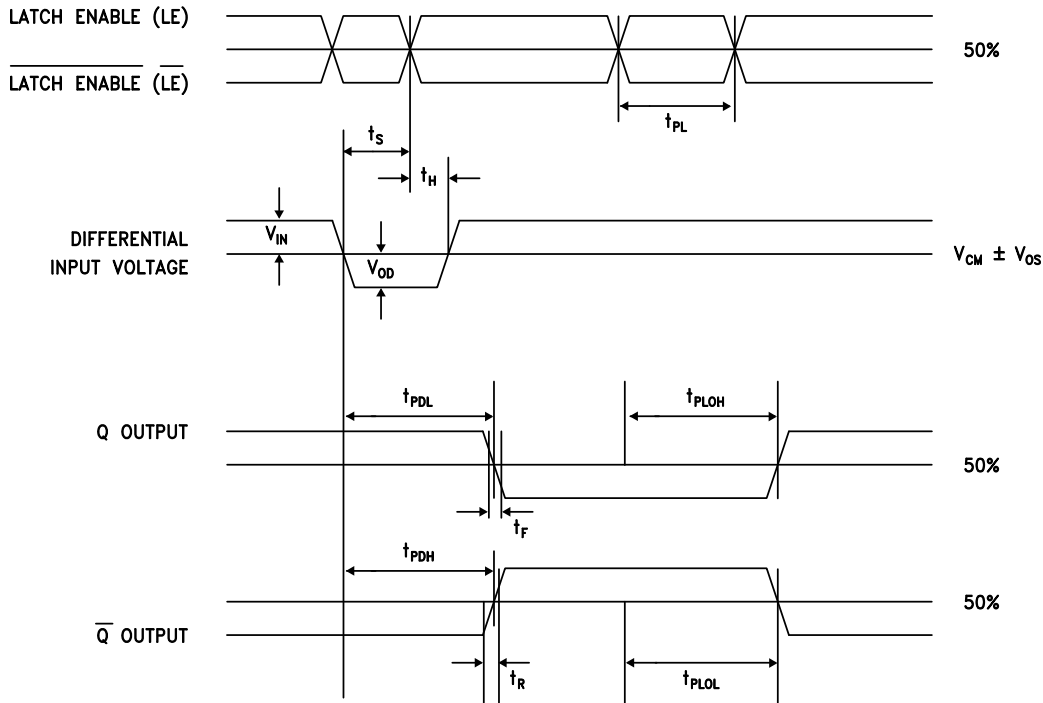 LATCH ENABLE (LE)
50%
LATCH ENABLE (LE)
tPL
tS
tH
VIN
DIFFERENTIAL
INPUT VOLTAGE
VOD
VCM ± VOS
tPDL
tPLOH
Q OUTPUT
50%
tF
tPDH
50%
Q OUTPUT
tR
tPLOL